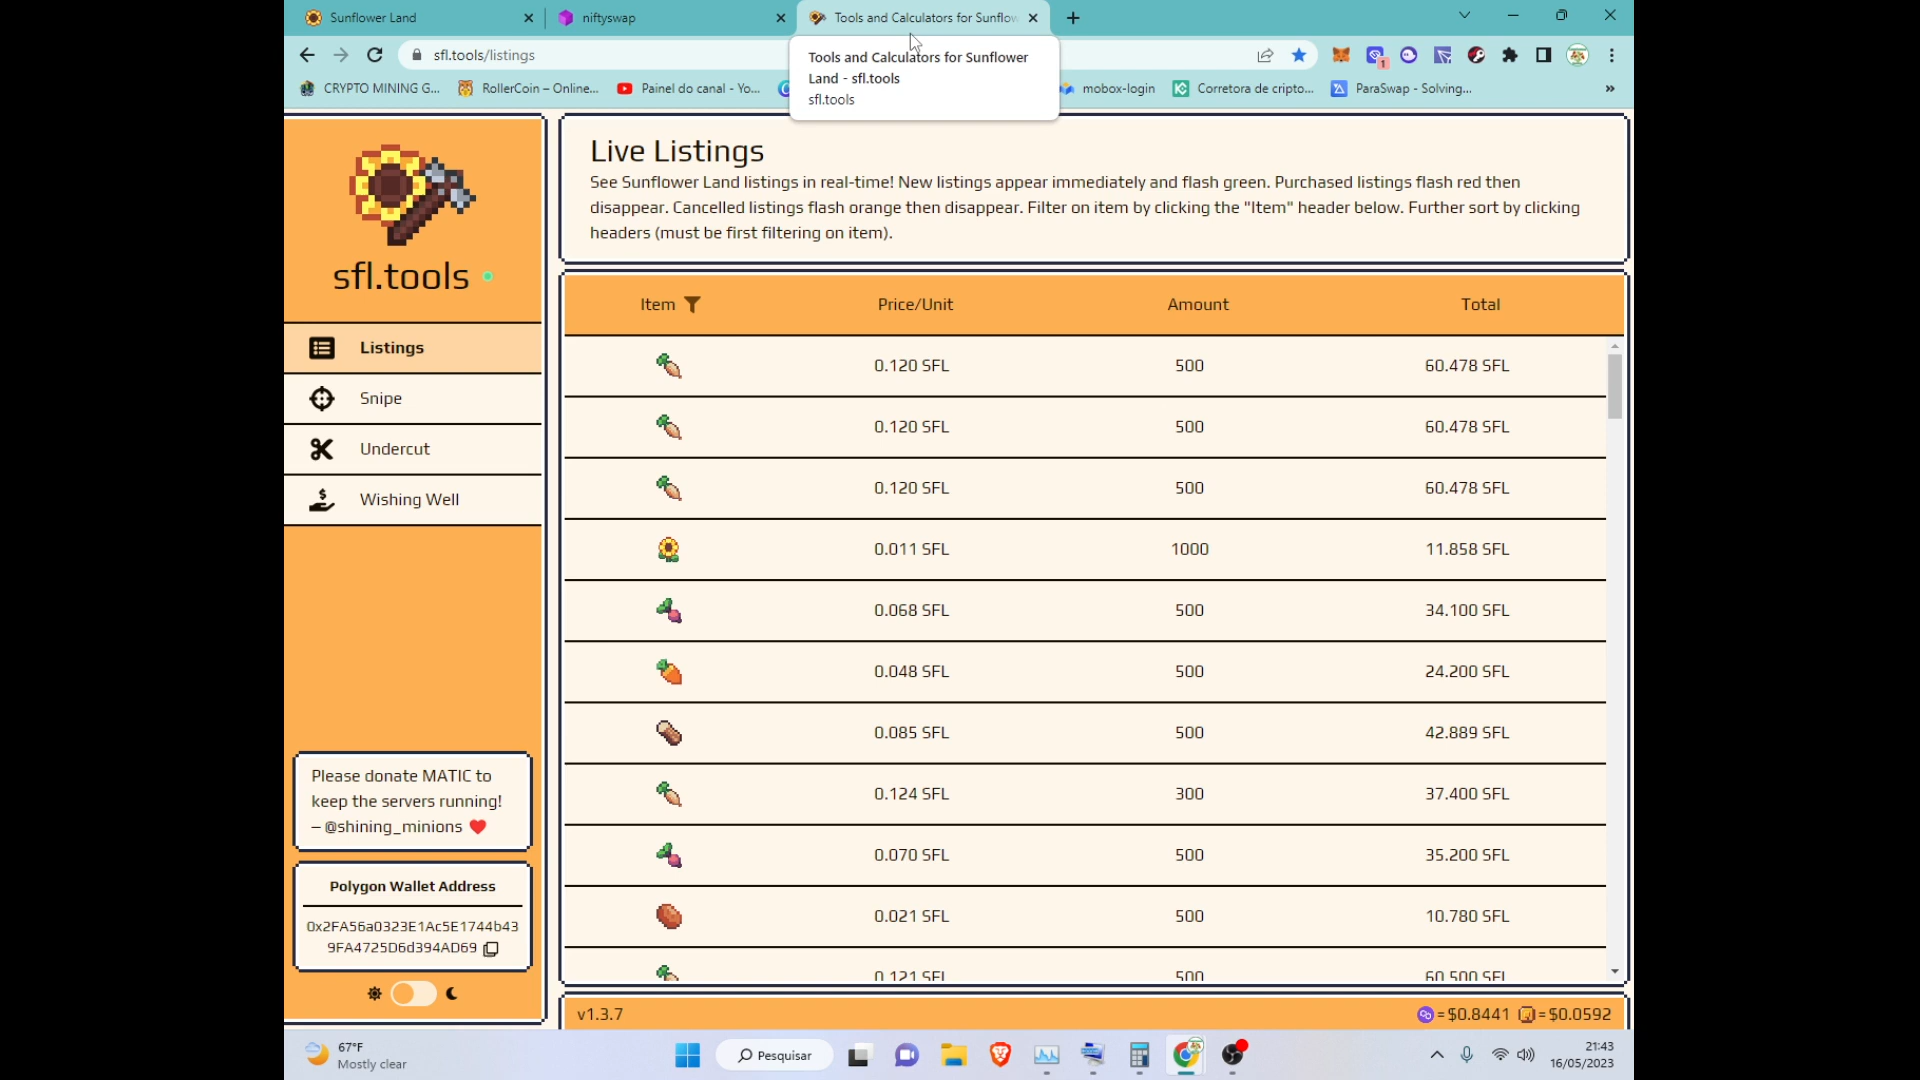 Sunflower Land
niftyswap
Tools and Calculators for Sunflow
sfl.tools/listings
Tools and Calculators for Sunflower
Land - sfl.tools
sfl.tools
1
CRYPTO MINING G...
RollerCoin – Online...
Painel do canal - Yo...
mobox-login
Corretora de cripto...
ParaSwap - Solving...
»
sfl.tools
Listings
Snipe
Undercut
Wishing Well
Please donate MATIC to
keep the servers running!
– @shining_minions ❤️
Polygon Wallet Address
0x2FA56a0323E1Ac5E1744b43
9FA4725D6d394AD69
Live Listings
See Sunflower Land listings in real-time! New listings appear immediately and flash green. Purchased listings flash red then
disappear. Cancelled listings flash orange then disappear. Filter on item by clicking the "Item" header below. Further sort by clicking
headers (must be first filtering on item).
Item Price/Unit Amount Total
0.120 SFL 500 60.478 SFL
0.120 SFL 500 60.478 SFL
0.120 SFL 500 60.478 SFL
0.011 SFL 1000 11.858 SFL
0.068 SFL 500 34.100 SFL
0.048 SFL 500 24.200 SFL
0.085 SFL 500 42.889 SFL
0.124 SFL 300 37.400 SFL
0.070 SFL 500 35.200 SFL
0.021 SFL 500 10.780 SFL
0.121 SFL 500 60.500 SFL
v1.3.7
=$0.8441 =$0.0592
67°F
Mostly clear
Pesquisar
21:43
16/05/2023